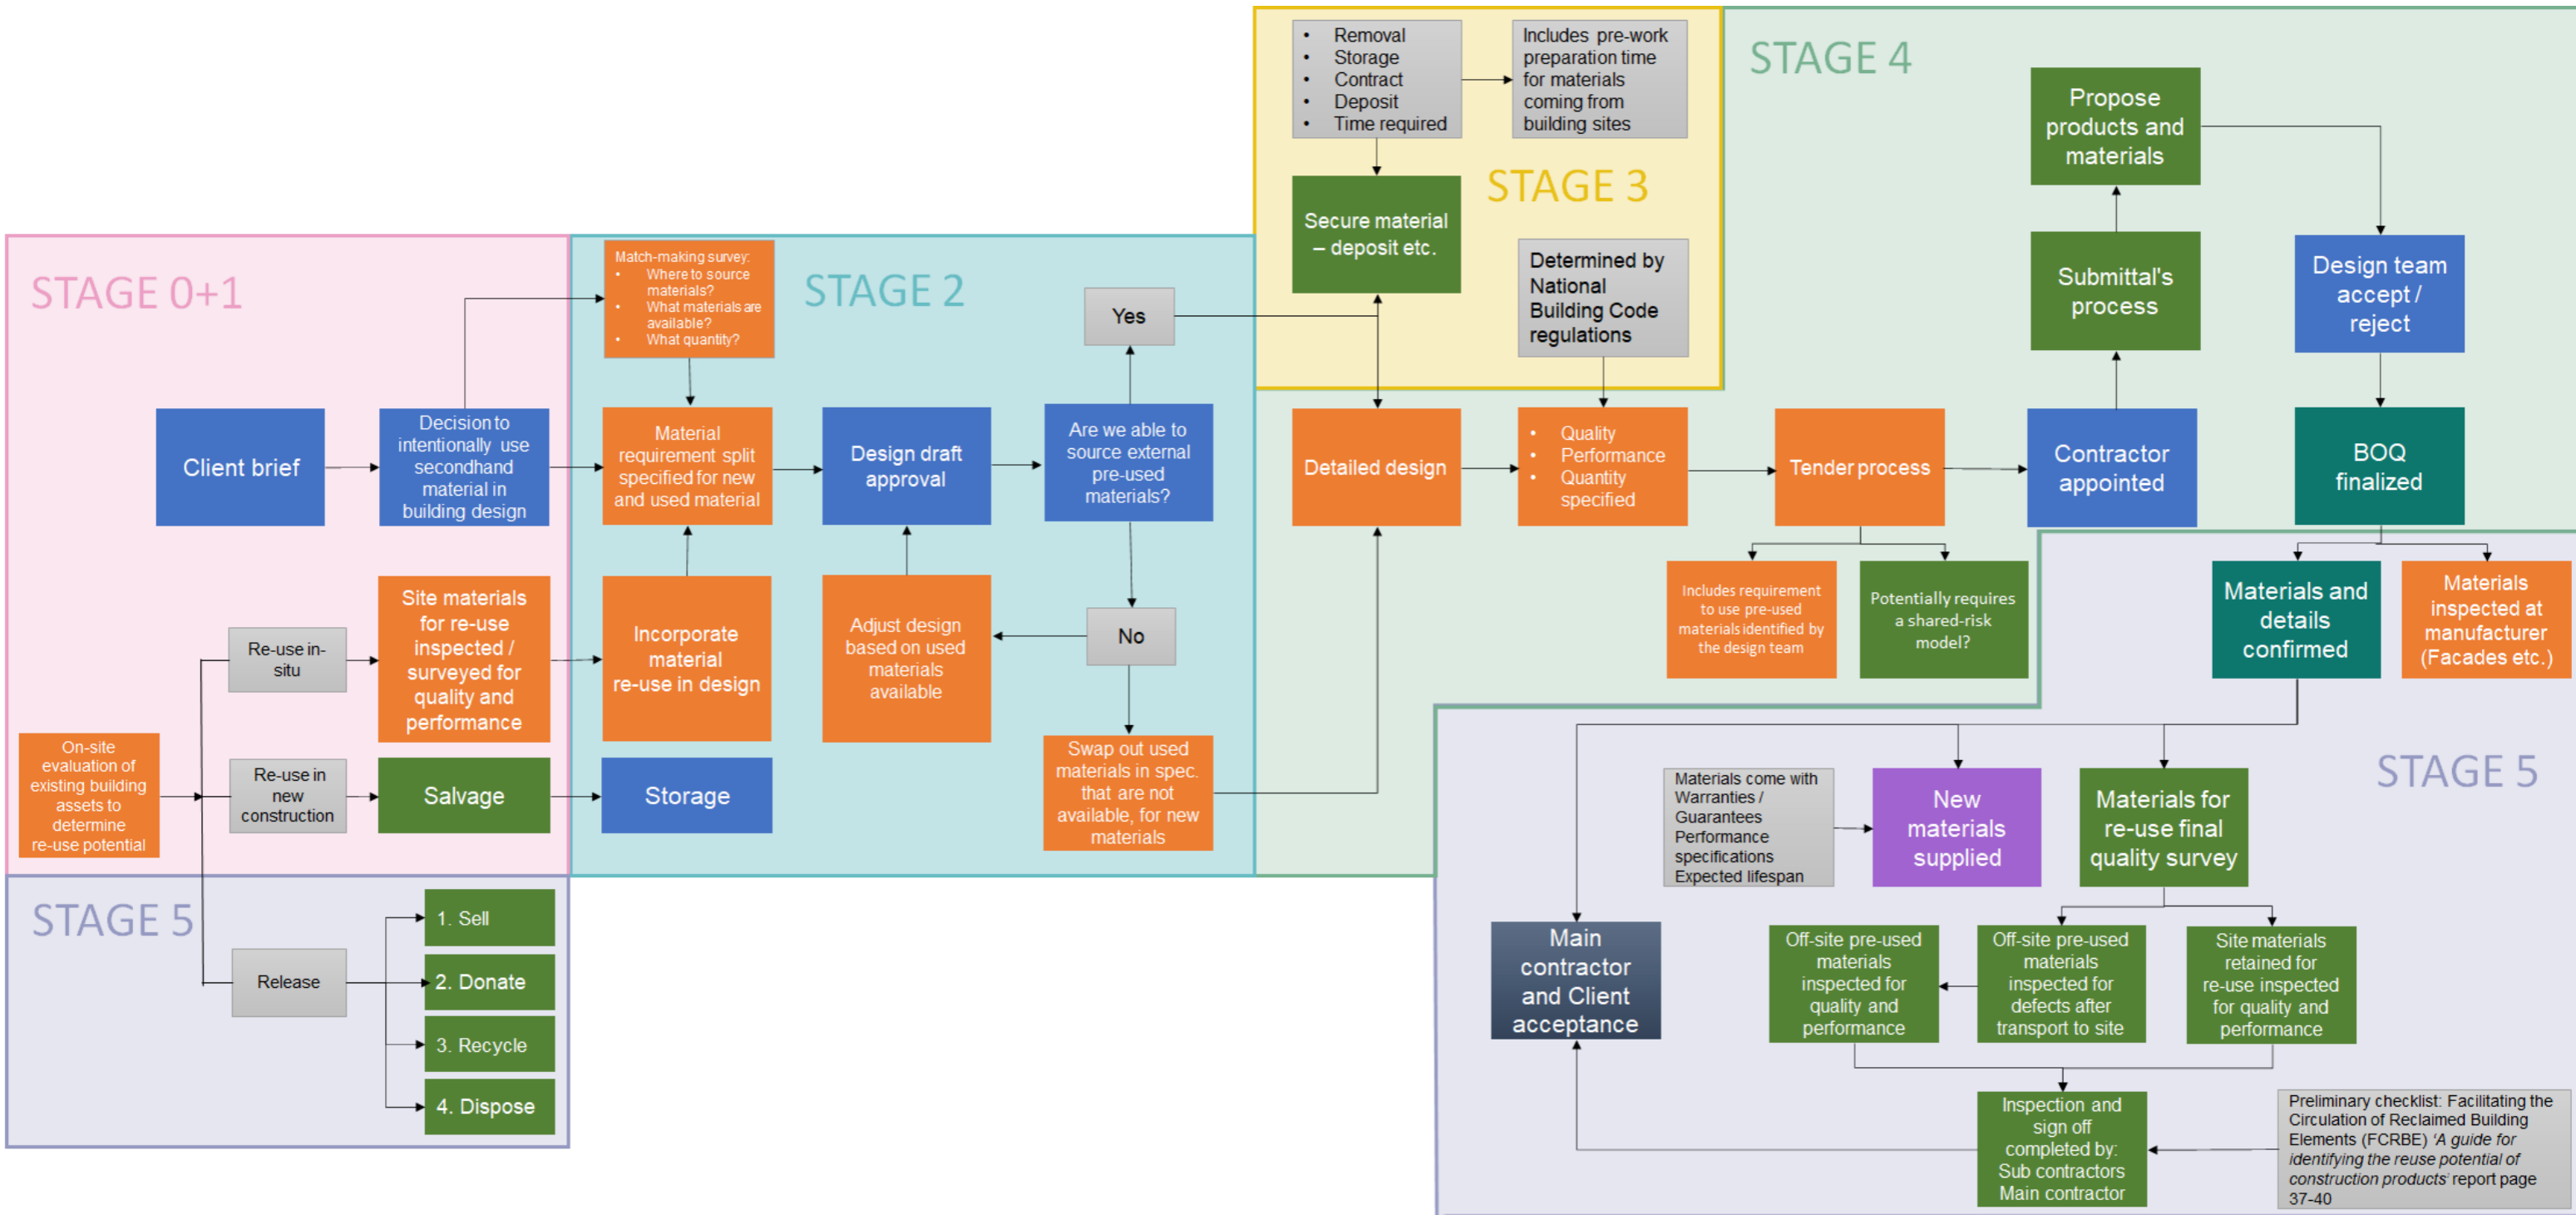 STAGE 0+1
Client brief
Decision to
intentionally use
secondhand
material in
building design
On-site
evaluation of
existing building
assets to
determine
re-use potential
Re-use in-
situ
Site materials
for re-use
inspected /
surveyed for
quality and
performance
Re-use in
new
construction
Salvage
STAGE 5
Release
1. Sell
2. Donate
3. Recycle
4. Dispose
STAGE 2
Match-making survey:
• Where to source
materials?
• What materials are
available?
• What quantity?
Material
requirement split
specified for new
and used material
Incorporate
material
re-use in design
Storage
Design draft
approval
Adjust design
based on used
materials
available
Yes
Are we able to
source external
pre-used
materials?
No
Swap out used
materials in spec.
that are not
available, for new
materials
STAGE 3
• Removal
• Storage
• Contract
• Deposit
• Time required
Includes pre-work
preparation time
for materials
coming from
building sites
Secure material
– deposit etc.
Determined by
National
Building Code
regulations
STAGE 4
Detailed design
• Quality
• Performance
• Quantity
specified
Tender process
Includes requirement
to use pre-used
materials identified by
the design team
Potentially requires
a shared-risk
model?
Contractor
appointed
Submittal's
process
Propose
products and
materials
Design team
accept /
reject
BOQ
finalized
STAGE 5
Materials and
details
confirmed
Materials
inspected at
manufacturer
(Facades etc.)
Materials come with
Warranties /
Guarantees
Performance
specifications
Expected lifespan
New
materials
supplied
Materials for
re-use final
quality survey
Main
contractor
and Client
acceptance
Off-site pre-used
materials
inspected for
quality and
performance
Off-site pre-used
materials
inspected for
defects after
transport to site
Site materials
retained for
re-use inspected
for quality and
performance
Inspection and
sign off
completed by:
Sub contractors
Main contractor
Preliminary checklist: Facilitating the
Circulation of Reclaimed Building
Elements (FCRBE) ‘A guide for
identifying the reuse potential of
construction products’ report page
37-40